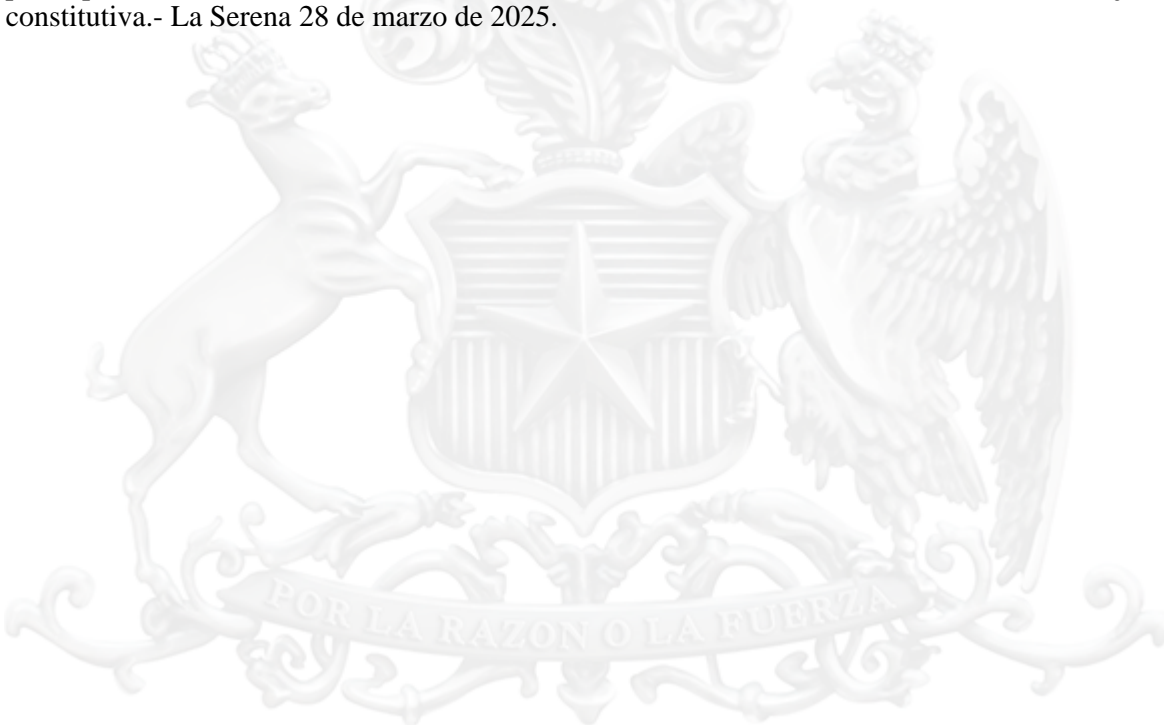 constitutiva.- La Serena 28 de marzo de 2025.
POR LA RAZON O LA FUERZA